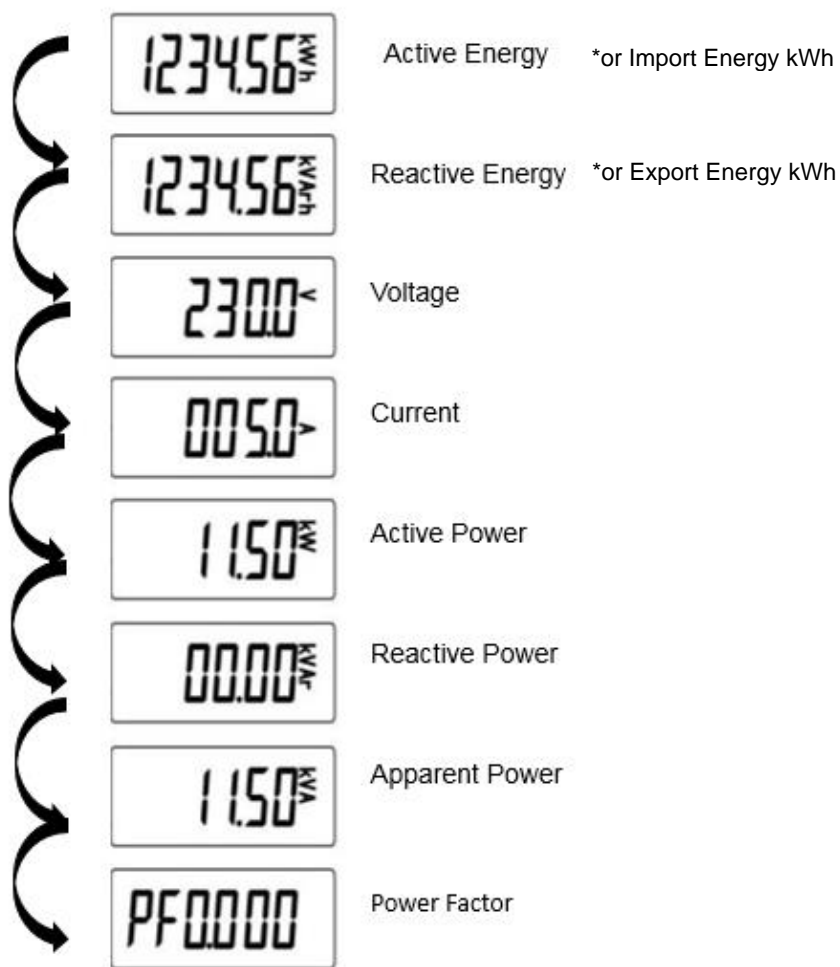 1234.56 kWh Active Energy *or Import Energy kWh
1234.56 kVArh Reactive Energy *or Export Energy kWh
230.0 V Voltage
005.0 A Current
11.50 kW Active Power
00.00 kVAr Reactive Power
11.50 kVA Apparent Power
PF0.000 Power Factor